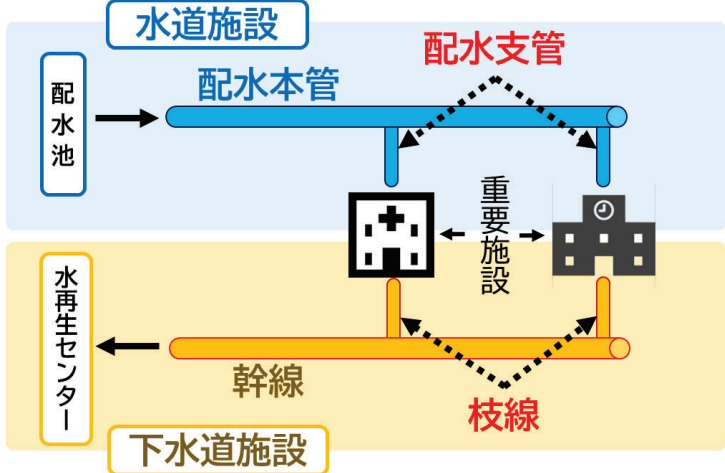 水道施設
配水支管
配水本管
配水池
重要施設
水再生センター
幹線
枝線
下水道施設